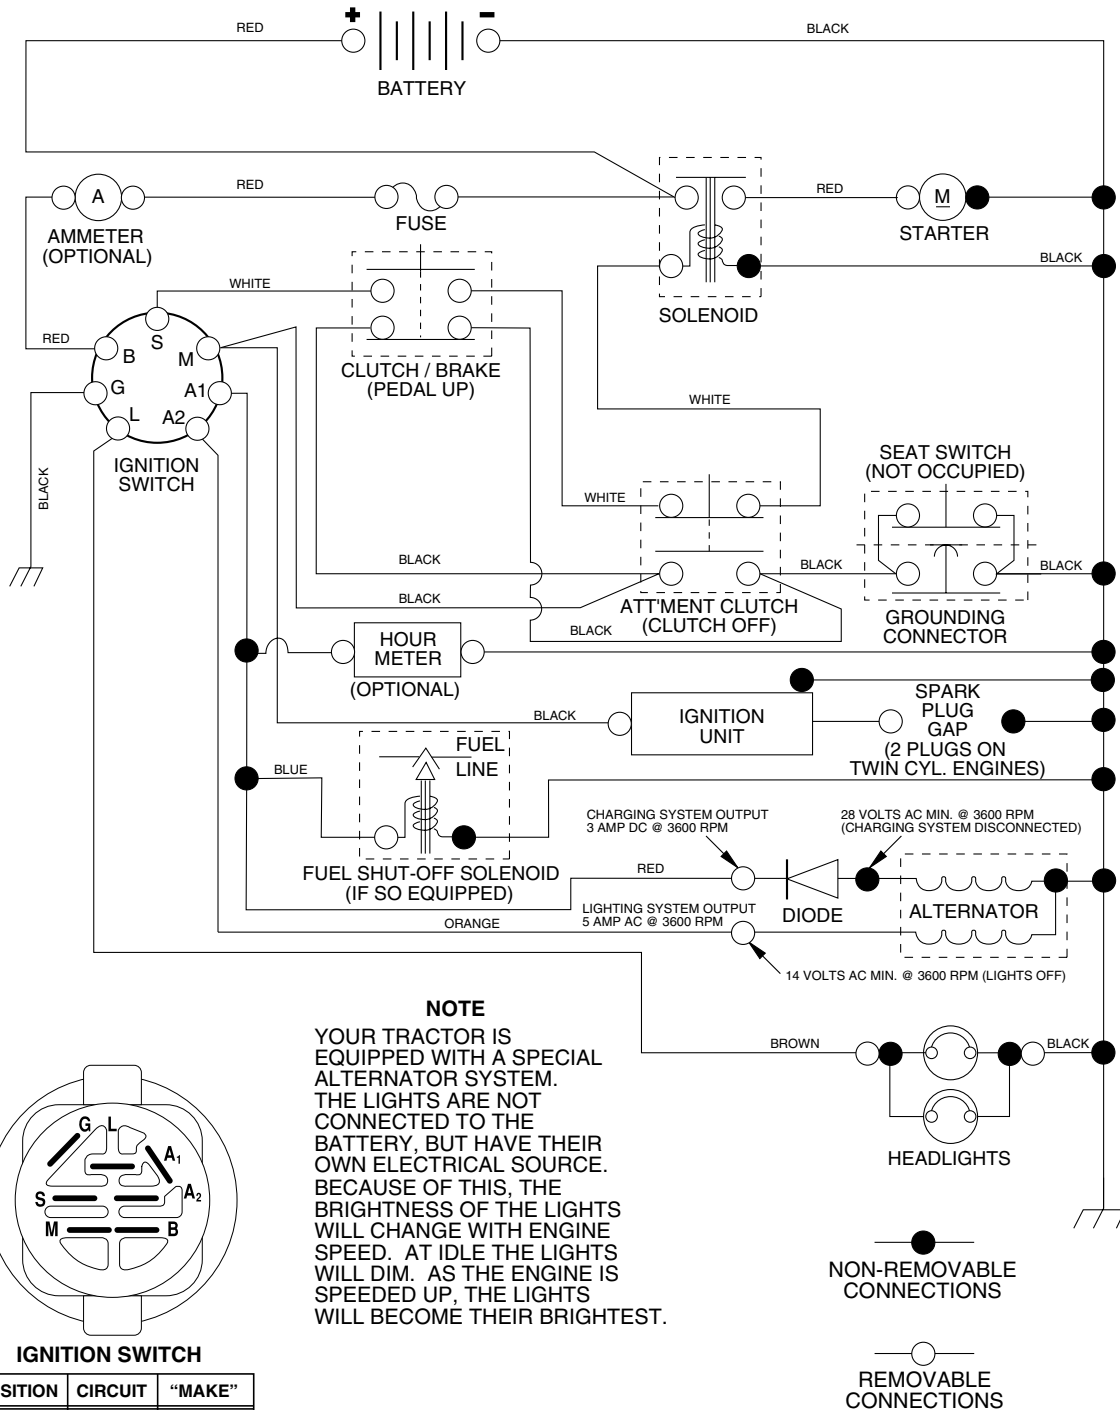 RED
+
−
BLACK
BATTERY
RED
A
AMMETER
(OPTIONAL)
FUSE
RED
M
STARTER
BLACK
SOLENOID
WHITE
CLUTCH / BRAKE
(PEDAL UP)
RED
S
B
M
G
A1
L
A2
IGNITION
SWITCH
BLACK
WHITE
SEAT SWITCH
(NOT OCCUPIED)
WHITE
BLACK
BLACK
BLACK
BLACK
ATT'MENT CLUTCH
(CLUTCH OFF)
BLACK
GROUNDING
CONNECTOR
HOUR
METER
(OPTIONAL)
BLACK
IGNITION
UNIT
SPARK
PLUG
GAP
(2 PLUGS ON
TWIN CYL. ENGINES)
BLUE
FUEL
LINE
FUEL SHUT-OFF SOLENOID
(IF SO EQUIPPED)
CHARGING SYSTEM OUTPUT
3 AMP DC @ 3600 RPM
28 VOLTS AC MIN. @ 3600 RPM
(CHARGING SYSTEM DISCONNECTED)
RED
DIODE
ALTERNATOR
LIGHTING SYSTEM OUTPUT
5 AMP AC @ 3600 RPM
ORANGE
14 VOLTS AC MIN. @ 3600 RPM (LIGHTS OFF)
BROWN
BLACK
HEADLIGHTS
NOTE
YOUR TRACTOR IS
EQUIPPED WITH A SPECIAL
ALTERNATOR SYSTEM.
THE LIGHTS ARE NOT
CONNECTED TO THE
BATTERY, BUT HAVE THEIR
OWN ELECTRICAL SOURCE.
BECAUSE OF THIS, THE
BRIGHTNESS OF THE LIGHTS
WILL CHANGE WITH ENGINE
SPEED. AT IDLE THE LIGHTS
WILL DIM. AS THE ENGINE IS
SPEEDED UP, THE LIGHTS
WILL BECOME THEIR BRIGHTEST.
G L
A1
A2
S
M
B
IGNITION SWITCH
SITION CIRCUIT “MAKE”
NON-REMOVABLE
CONNECTIONS
REMOVABLE
CONNECTIONS